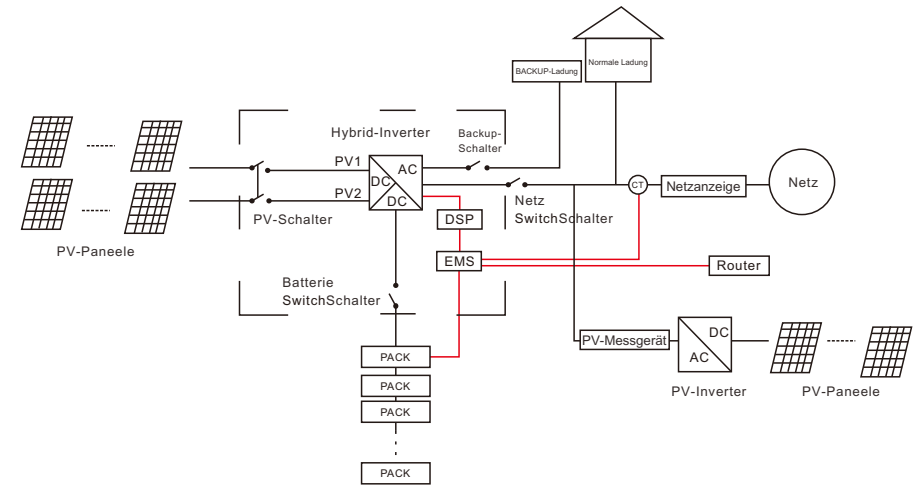 BACKUP-Ladung
Normale Ladung
Hybrid-Inverter
Backup-
Schalter
PV1
AC
DC
DC
PV2
PV-Schalter
PV-Paneele
Netz
SwitchSchalter
CT
Netzanzeige
Netz
DSP
EMS
Router
Batterie
SwitchSchalter
PV-Messgerät
DC
AC
PV-Inverter
PV-Paneele
PACK
PACK
PACK
PACK